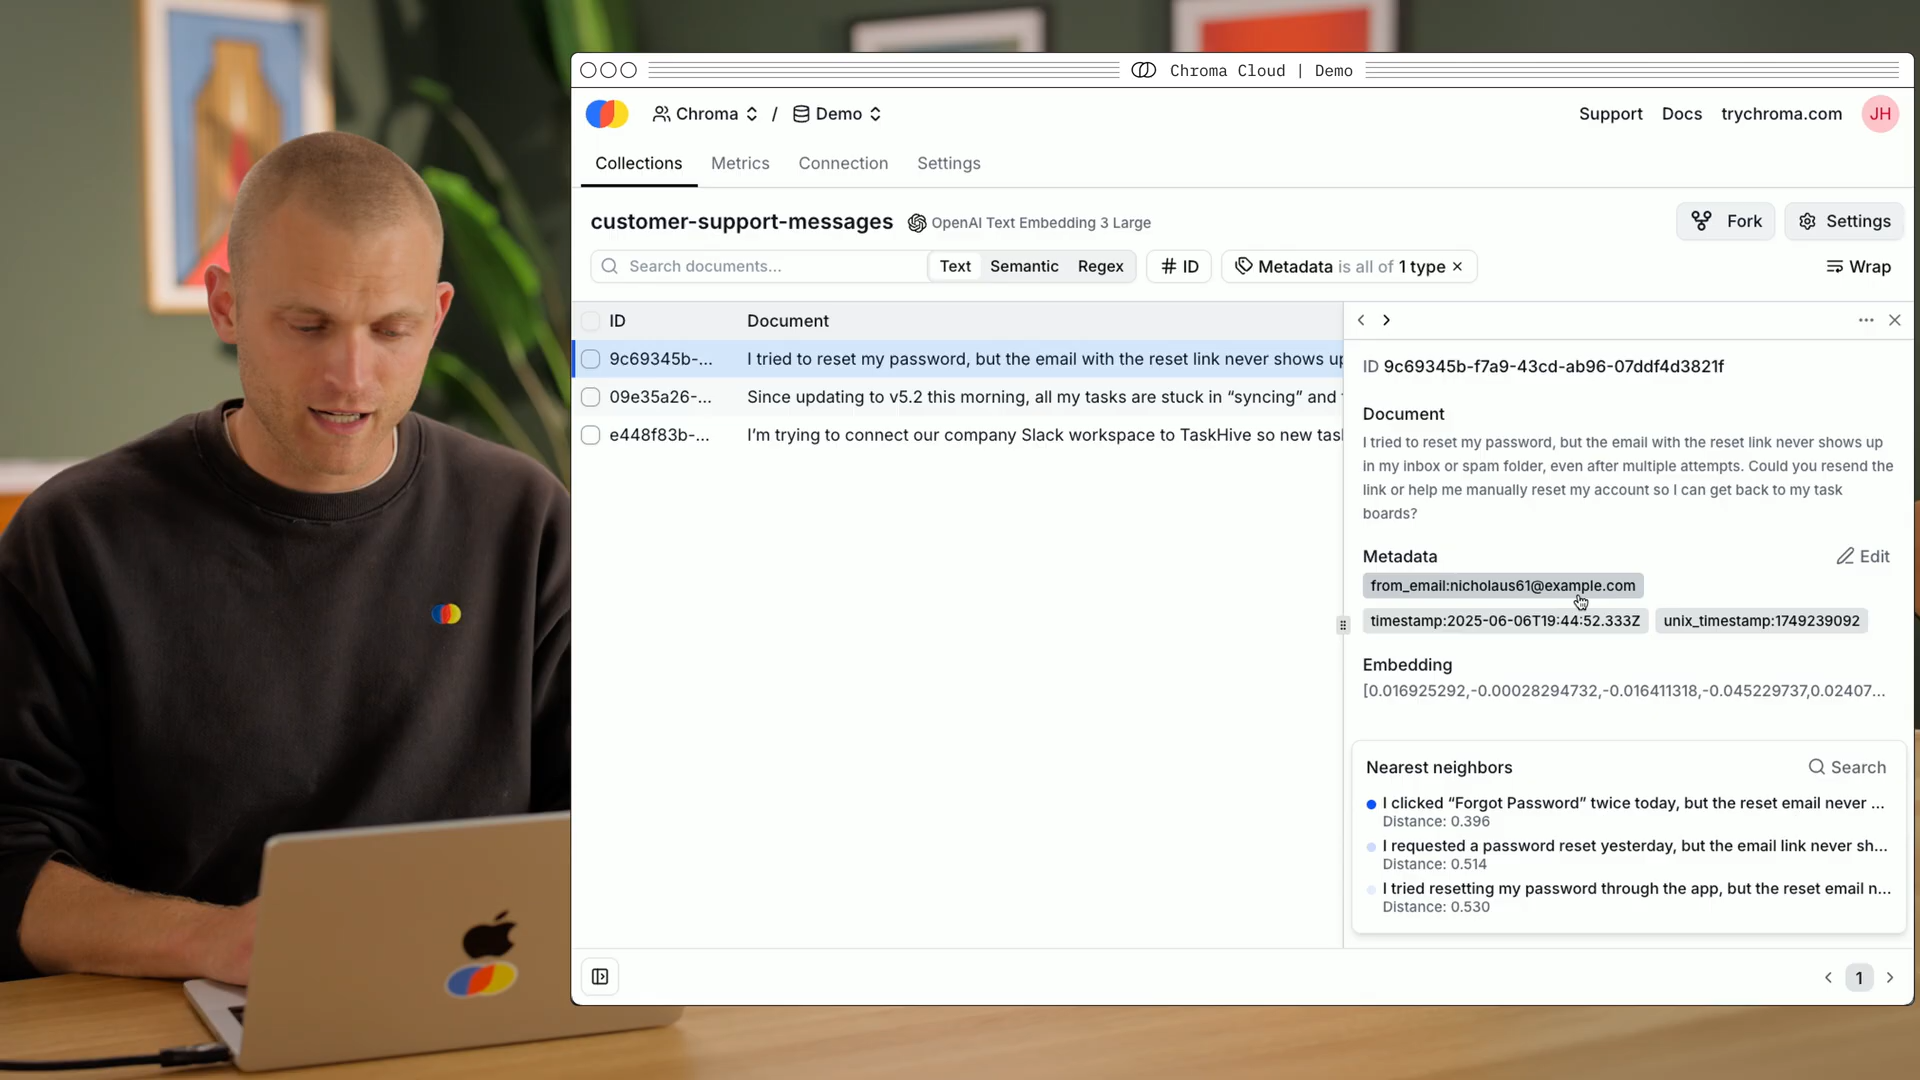 Chroma Cloud | Demo
Chroma / Demo
Support Docs trychroma.com JH
Collections Metrics Connection Settings
customer-support-messages OpenAI Text Embedding 3 Large
Fork Settings
Search documents... Text Semantic Regex # ID Metadata is all of 1 type × Wrap
ID Document
9c69345b-... I tried to reset my password, but the email with the reset link never shows up
09e35a26-... Since updating to v5.2 this morning, all my tasks are stuck in “syncing” and
e448f83b-... I’m trying to connect our company Slack workspace to TaskHive so new
ID 9c69345b-f7a9-43cd-ab96-07ddf4d3821f
Document
I tried to reset my password, but the email with the reset link never shows up
in my inbox or spam folder, even after multiple attempts. Could you resend the
link or help me manually reset my account so I can get back to my task
boards?
Metadata Edit
from_email:nicholaus61@example.com
timestamp:2025-06-06T19:44:52.333Z unix_timestamp:1749239092
Embedding
[0.016925292,-0.00028294732,-0.016411318,-0.045229737,0.02407...
Nearest neighbors Search
I clicked “Forgot Password” twice today, but the reset email never ...
Distance: 0.396
I requested a password reset yesterday, but the email link never sh...
Distance: 0.514
I tried resetting my password through the app, but the reset email n...
Distance: 0.530
1